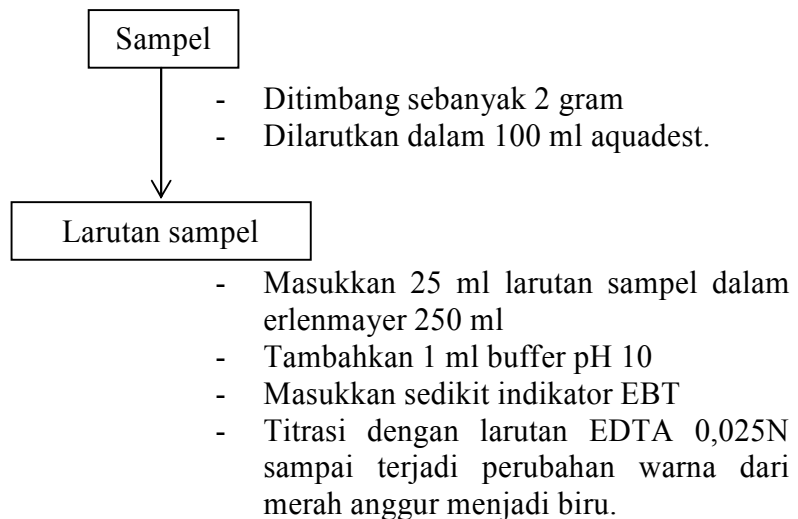 Sampel
- Ditimbang sebanyak 2 gram
- Dilarutkan dalam 100 ml aquadest.
Larutan sampel
- Masukkan 25 ml larutan sampel dalam
erlenmayer 250 ml
- Tambahkan 1 ml buffer pH 10
- Masukkan sedikit indikator EBT
- Titrasi dengan larutan EDTA 0,025N
sampai terjadi perubahan warna dari
merah anggur menjadi biru.